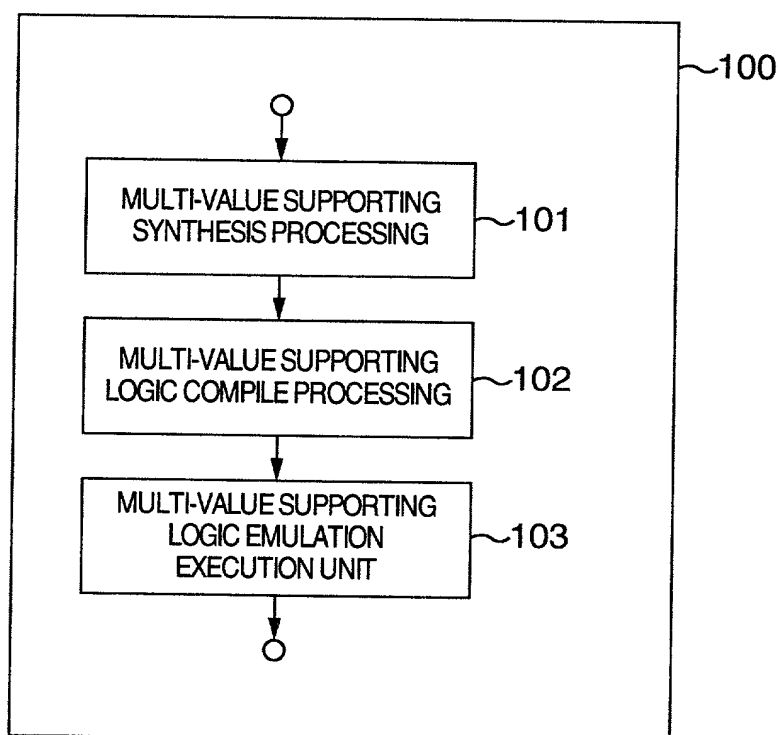 100
MULTI-VALUE SUPPORTING
SYNTHESIS PROCESSING
101
MULTI-VALUE SUPPORTING
LOGIC COMPILE PROCESSING
102
MULTI-VALUE SUPPORTING
LOGIC EMULATION
EXECUTION UNIT
103